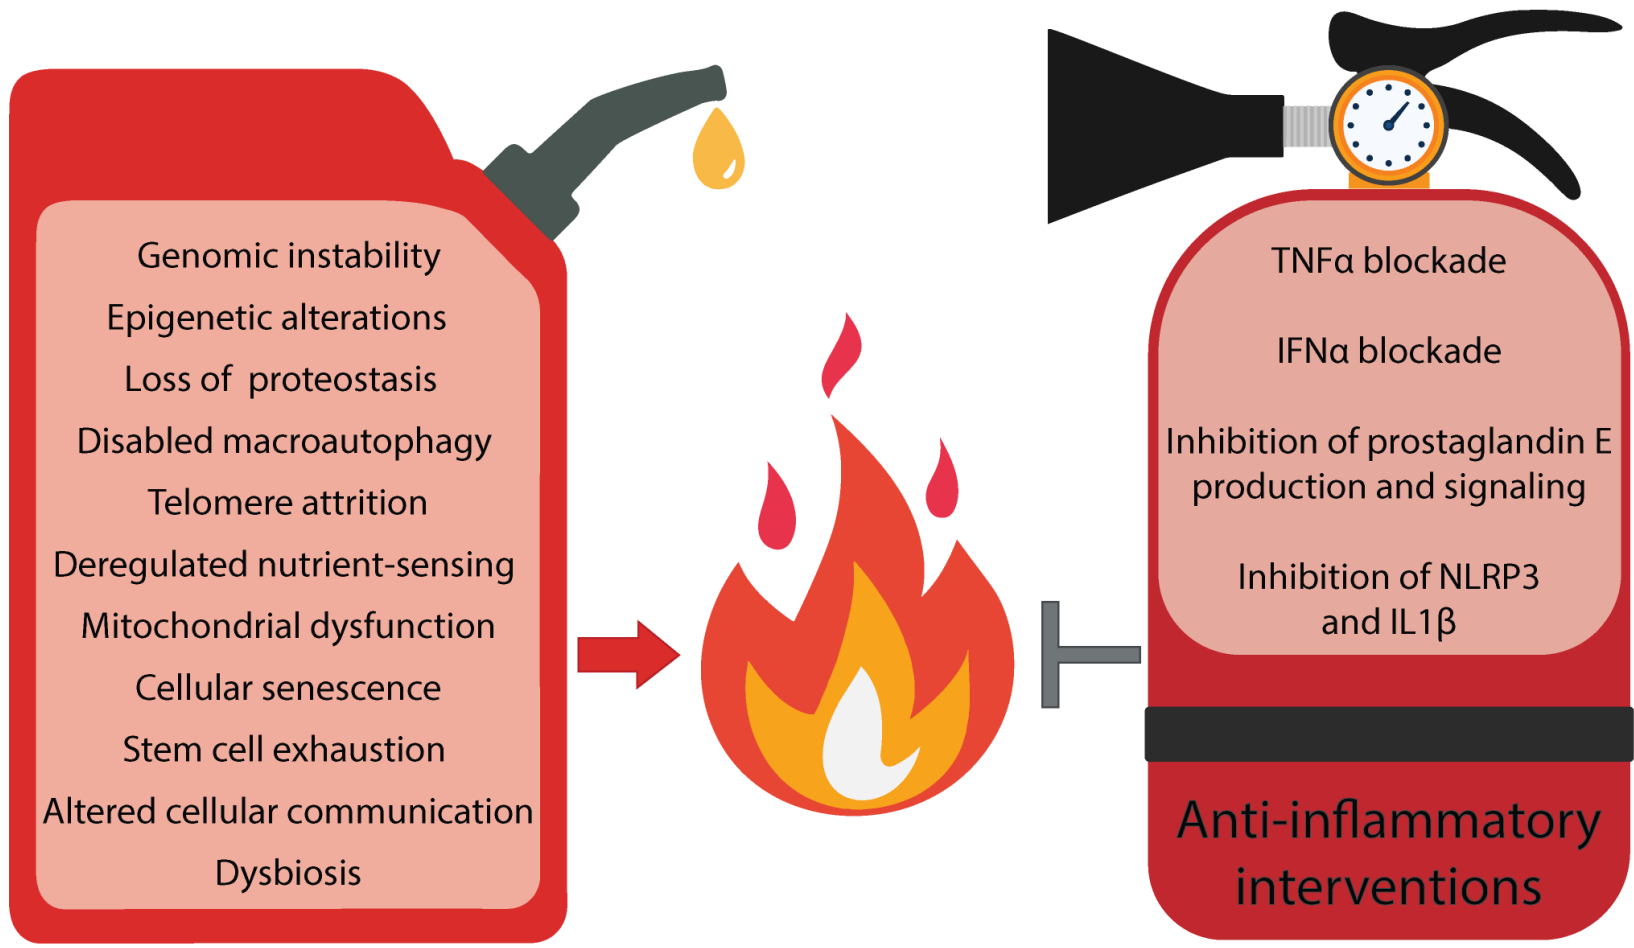 Genomic instability
Epigenetic alterations
Loss of  proteostasis
Disabled macroautophagy
Telomere attrition
Deregulated nutrient-sensing
Mitochondrial dysfunction
Cellular senescence
Stem cell exhaustion
Altered cellular communication
Dysbiosis
TNFα blockade
IFNα blockade
Inhibition of prostaglandin E
production and signaling
Inhibition of NLRP3
and IL1β
Anti-inflammatory
interventions